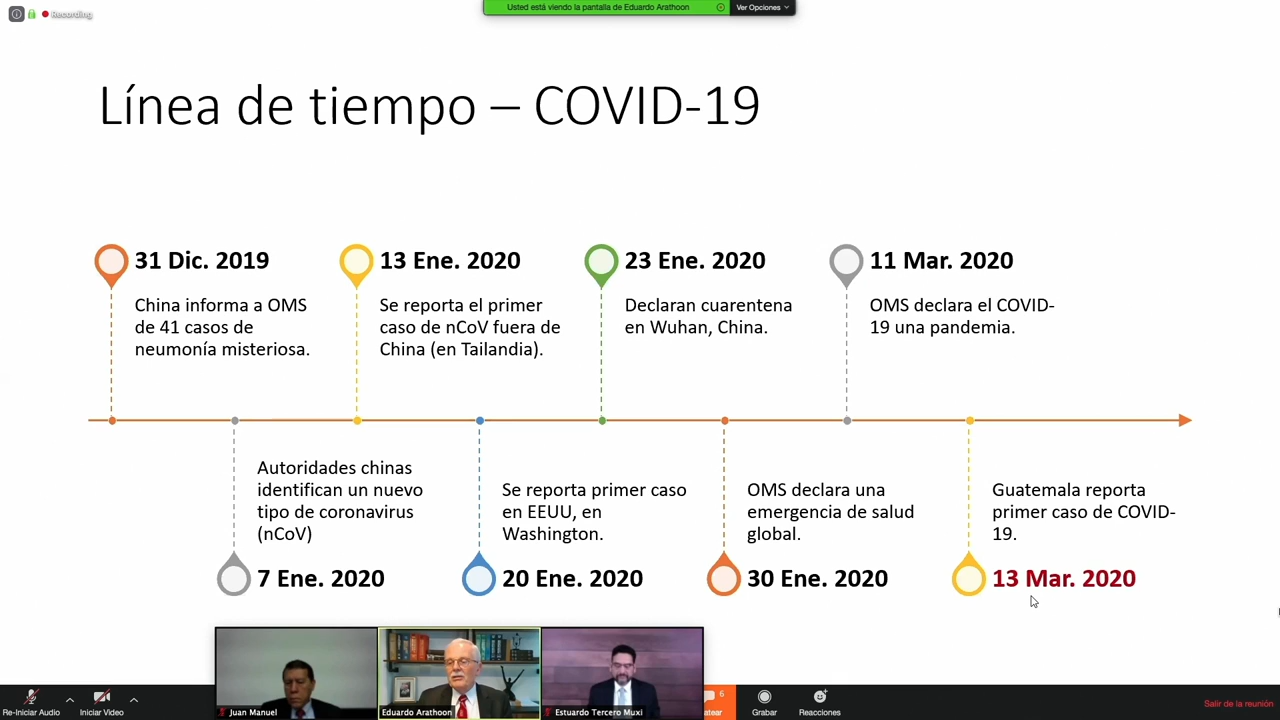 Recording
Usted está viendo la pantalla de Eduardo Arathoon
Ver Opciones
Línea de tiempo – COVID-19
31 Dic. 2019
China informa a OMS
de 41 casos de
neumonía misteriosa.
13 Ene. 2020
Se reporta el primer
caso de nCoV fuera de
China (en Tailandia).
23 Ene. 2020
Declaran cuarentena
en Wuhan, China.
11 Mar. 2020
OMS declara el COVID-
19 una pandemia.
Autoridades chinas
identifican un nuevo
tipo de coronavirus
(nCoV)
7 Ene. 2020
Se reporta primer caso
en EEUU, en
Washington.
20 Ene. 2020
OMS declara una
emergencia de salud
global.
30 Ene. 2020
Guatemala reporta
primer caso de COVID-
19.
13 Mar. 2020
Juan Manuel
Eduardo Arathoon
Estuardo Tercero Muxi
Re-Iniciar Audio
Iniciar Video
6
atear
Grabar
Reacciones
Salir de la reunión